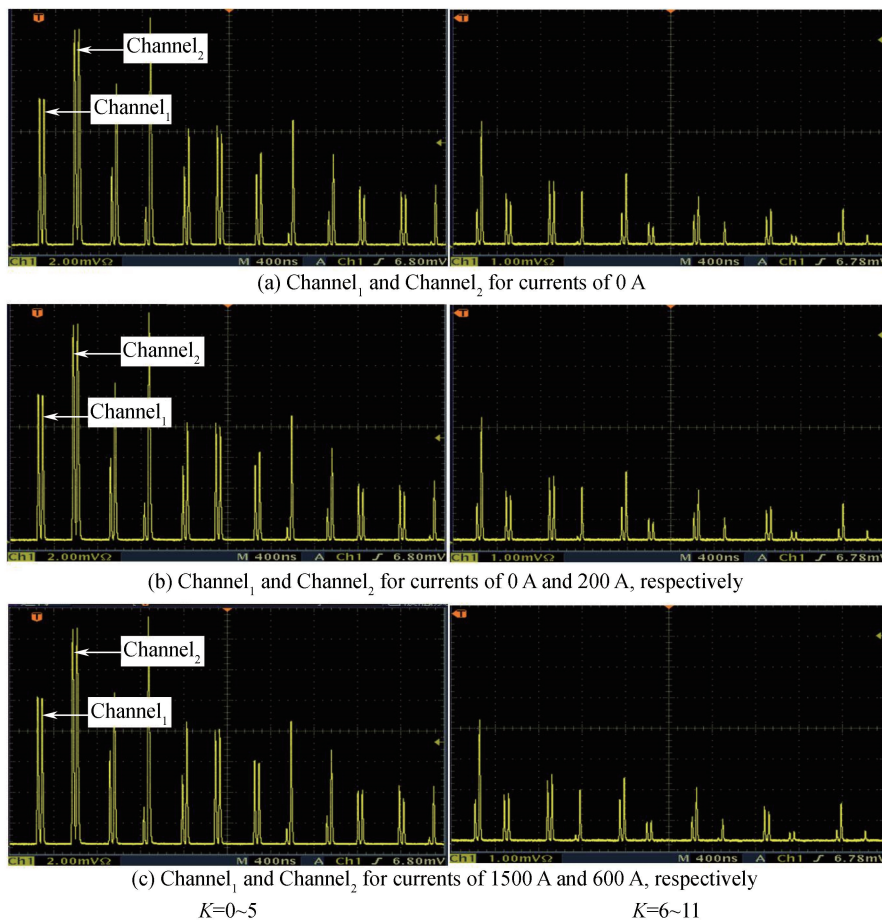 Channel₂
Channel₁
Ch1 2.00mVΩ M 400ns A Ch1 ∫ 6.80mV
Ch1 1.00mVΩ M 400ns A Ch1 ∫ 6.78mV
(a) Channel₁ and Channel₂ for currents of 0 A
Channel₂
Channel₁
Ch1 2.00mVΩ M 400ns A Ch1 ∫ 6.80mV
Ch1 1.00mVΩ M 400ns A Ch1 ∫ 6.78mV
(b) Channel₁ and Channel₂ for currents of 0 A and 200 A, respectively
Channel₂
Channel₁
Ch1 2.00mVΩ M 400ns A Ch1 ∫ 6.80mV
Ch1 1.00mVΩ M 400ns A Ch1 ∫ 6.78mV
(c) Channel₁ and Channel₂ for currents of 1500 A and 600 A, respectively
K=0~5 K=6~11